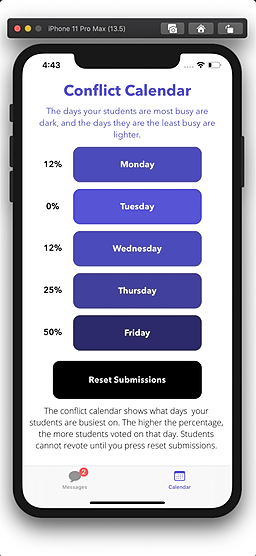 iPhone 11 Pro Max (13.5)
4:43
Conflict Calendar
The days your students are most busy are
dark, and the days they are the least busy are
lighter.
12% Monday
0% Tuesday
12% Wednesday
25% Thursday
50% Friday
Reset Submissions
The conflict calendar shows what days your
students are busiest on. The higher the percentage,
the more students voted on that day. Students
cannot revote until you press reset submissions.
2
Messages Calendar